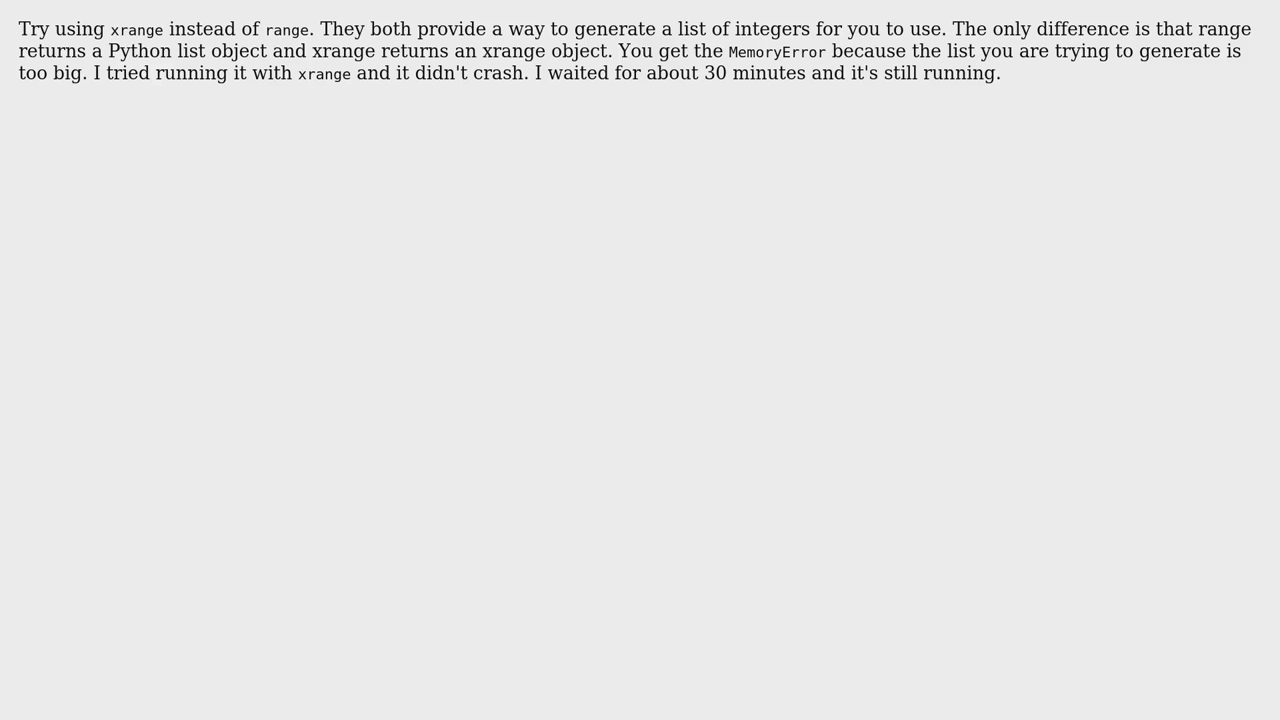 Try using xrange instead of range. They both provide a way to generate a list of integers for you to use. The only difference is that range
returns a Python list object and xrange returns an xrange object. You get the MemoryError because the list you are trying to generate is
too big. I tried running it with xrange and it didn't crash. I waited for about 30 minutes and it's still running.